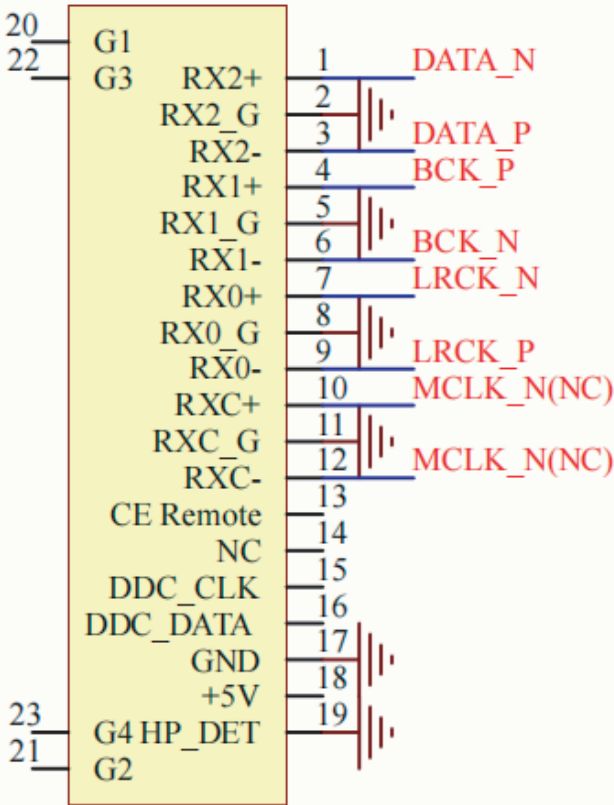 20 G1
22 G3 RX2+ 1 DATA_N
RX2_G 2
RX2- 3 DATA_P
RX1+ 4 BCK_P
RX1_G 5
RX1- 6 BCK_N
RX0+ 7 LRCK_N
RX0_G 8
RX0- 9 LRCK_P
RXC+ 10 MCLK_N(NC)
RXC_G 11
RXC- 12 MCLK_N(NC)
CE Remote 13
NC 14
DDC_CLK 15
DDC_DATA 16
GND 17
+5V 18
23 G4 HP_DET 19
21 G2